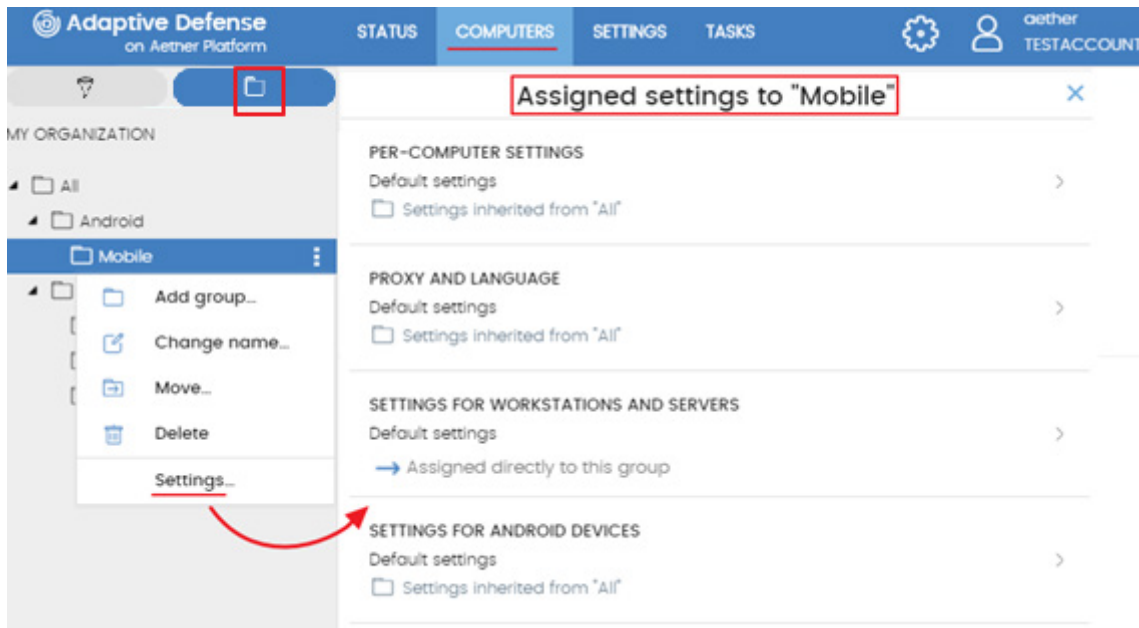 Adaptive Defense
on Aether Platform
STATUS
COMPUTERS
SETTINGS
TASKS
aether
TESTACCOUNT
MY ORGANIZATION
All
Android
Mobile
Add group...
Change name...
Move...
Delete
Settings...
Assigned settings to "Mobile"
PER-COMPUTER SETTINGS
Default settings
Settings inherited from "All"
PROXY AND LANGUAGE
Default settings
Settings inherited from "All"
SETTINGS FOR WORKSTATIONS AND SERVERS
Default settings
Assigned directly to this group
SETTINGS FOR ANDROID DEVICES
Default settings
Settings inherited from "All"